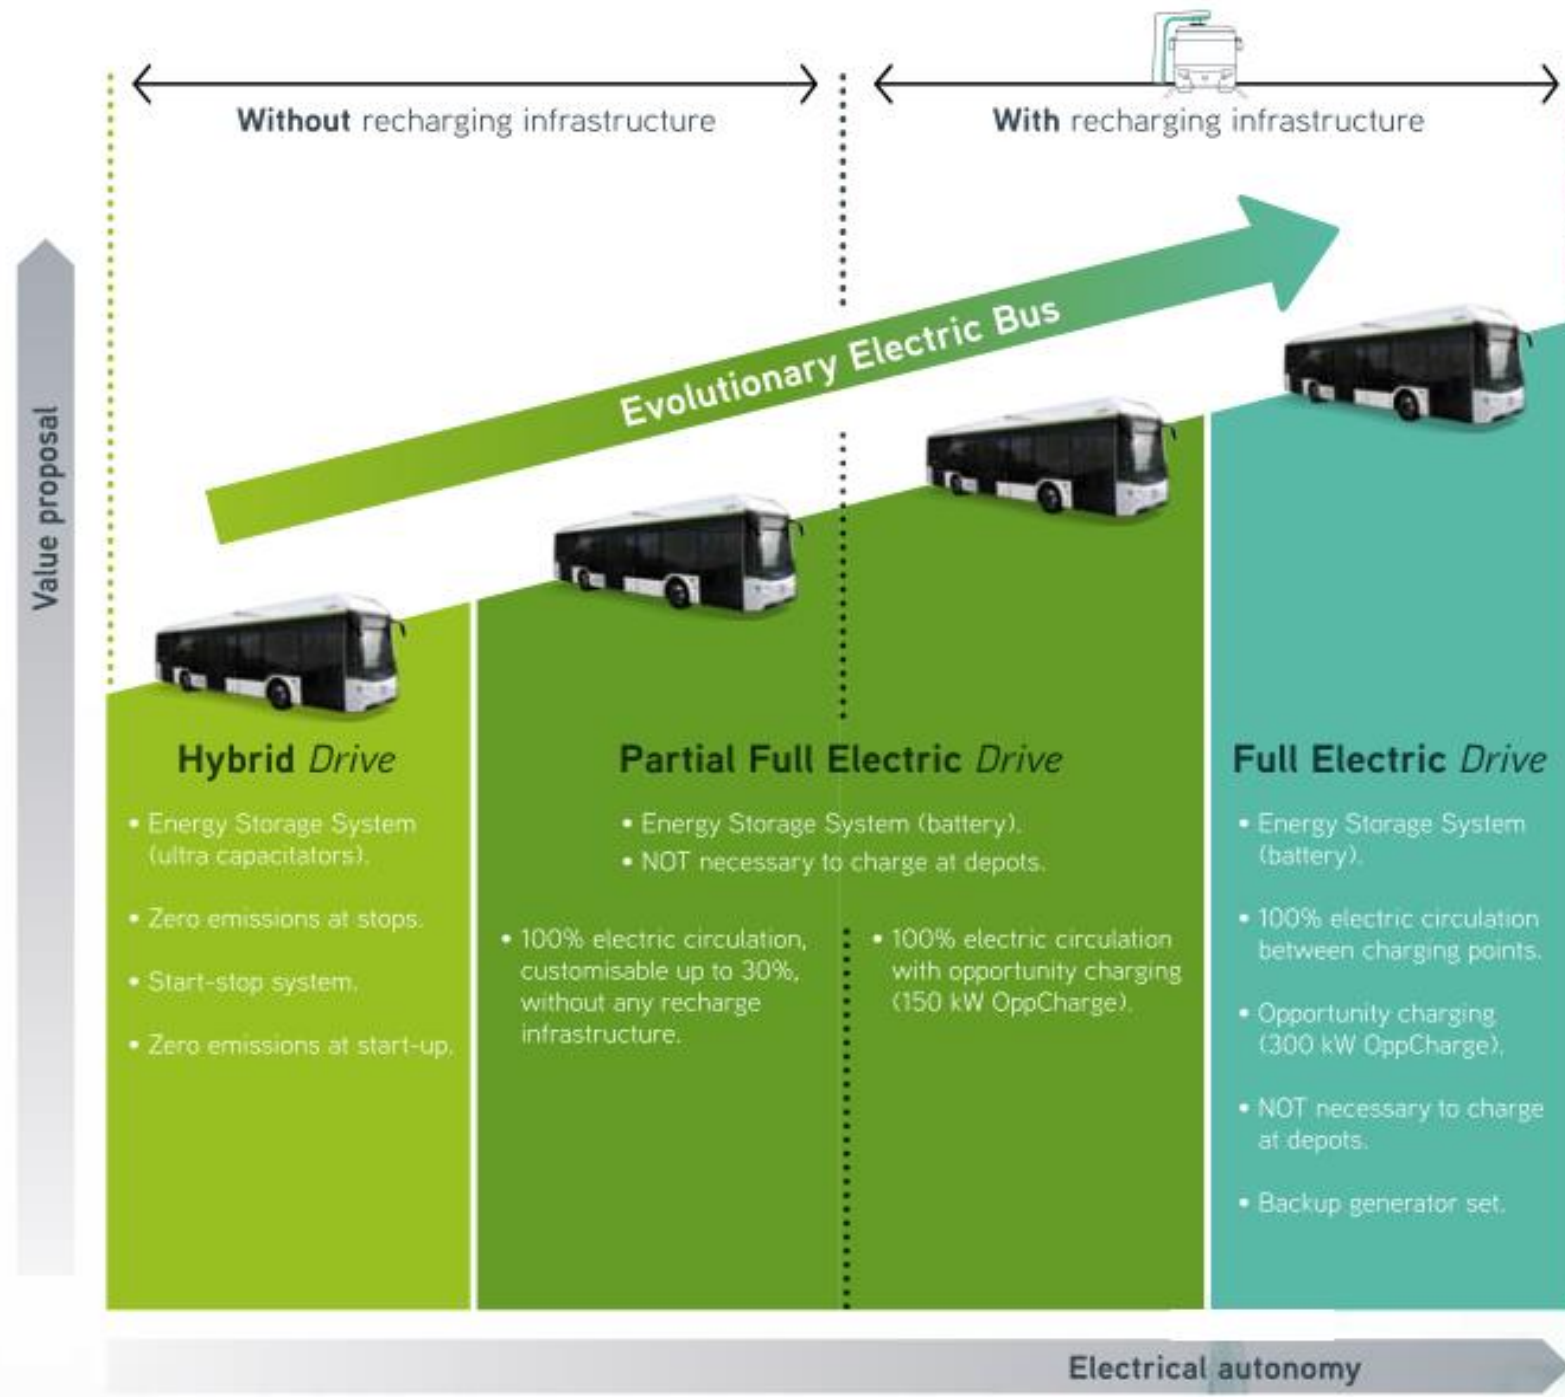 Without recharging infrastructure
With recharging infrastructure
Value proposal
Evolutionary Electric Bus
Hybrid Drive
• Energy Storage System
(ultra capacitators).
• Zero emissions at stops.
• Start-stop system.
• Zero emissions at start-up.
Partial Full Electric Drive
• Energy Storage System (battery).
• NOT necessary to charge at depots.
• 100% electric circulation,
customisable up to 30%,
without any recharge
infrastructure.
• 100% electric circulation
with opportunity charging
(150 kW OppCharge).
Full Electric Drive
• Energy Storage System
(battery).
• 100% electric circulation
between charging points.
• Opportunity charging
(300 kW OppCharge).
• NOT necessary to charge
at depots.
• Backup generator set.
Electrical autonomy